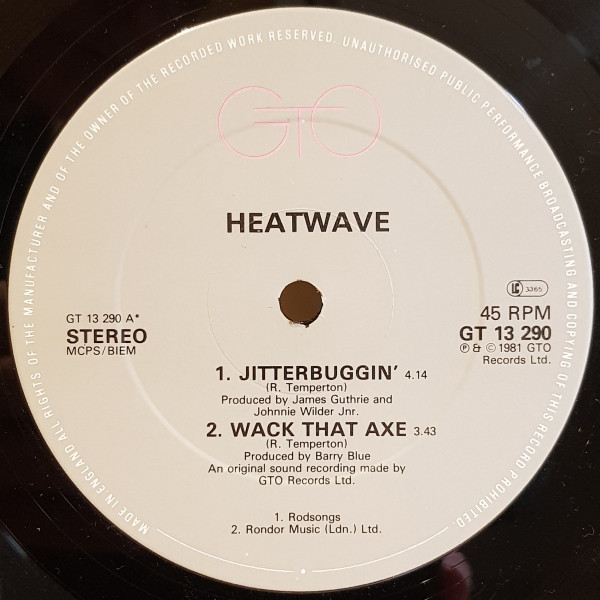 MADE IN ENGLAND ALL RIGHTS OF THE MANUFACTURER AND OF THE OWNER OF THE RECORDED WORK RESERVED. UNAUTHORISED PUBLIC PERFORMANCE BROADCASTING AND COPYING OF THIS RECORD PROHIBITED
GTO
HEATWAVE
LC 3365
GT 13 290 A*
STEREO
MCPS/BIEM
45 RPM
GT 13 290
℗ & © 1981 GTO
Records Ltd.
1. JITTERBUGGIN' 4.14
(R. Temperton)
Produced by James Guthrie and
Johnnie Wilder Jnr.
2. WACK THAT AXE 3.43
(R. Temperton)
Produced by Barry Blue
An original sound recording made by
GTO Records Ltd.
1. Rodsongs
2. Rondor Music (Ldn.) Ltd.